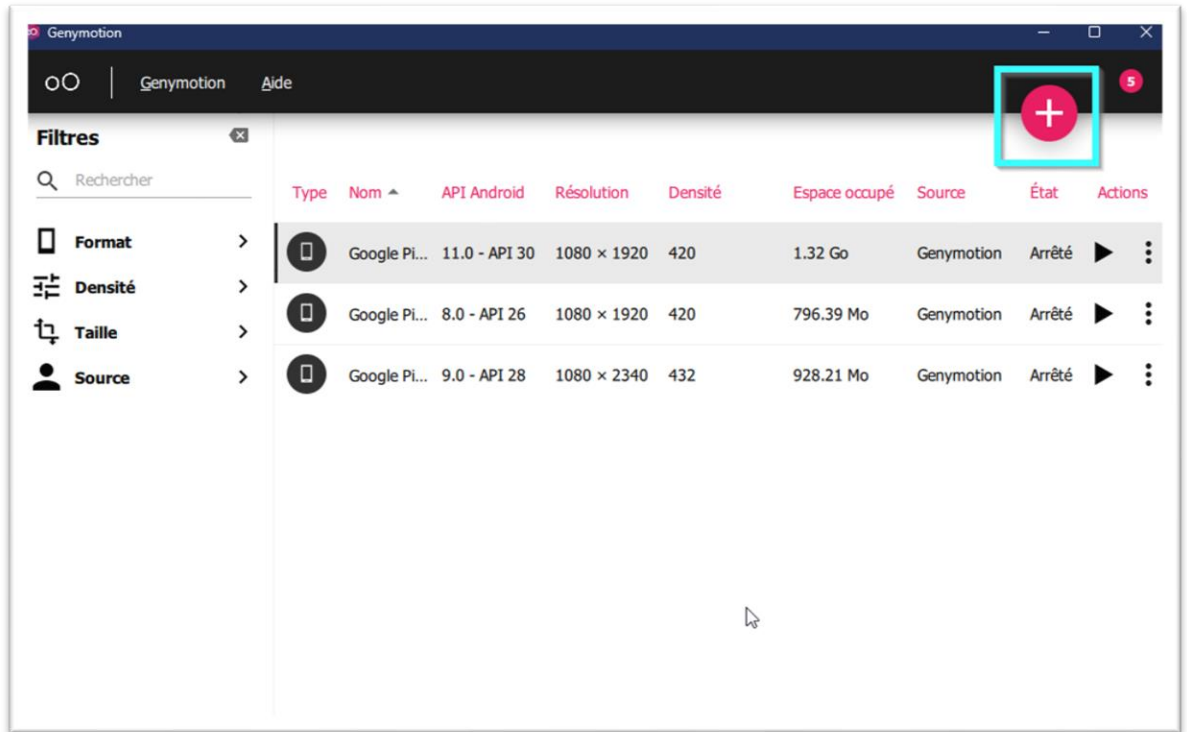 Genymotion
oO Genymotion Aide
5
Filtres
Rechercher
Format
Densité
Taille
Source
Type Nom API Android Résolution Densité Espace occupé Source État Actions
Google Pi... 11.0 - API 30 1080 × 1920 420 1.32 Go Genymotion Arrêté
Google Pi... 8.0 - API 26 1080 × 1920 420 796.39 Mo Genymotion Arrêté
Google Pi... 9.0 - API 28 1080 × 2340 432 928.21 Mo Genymotion Arrêté